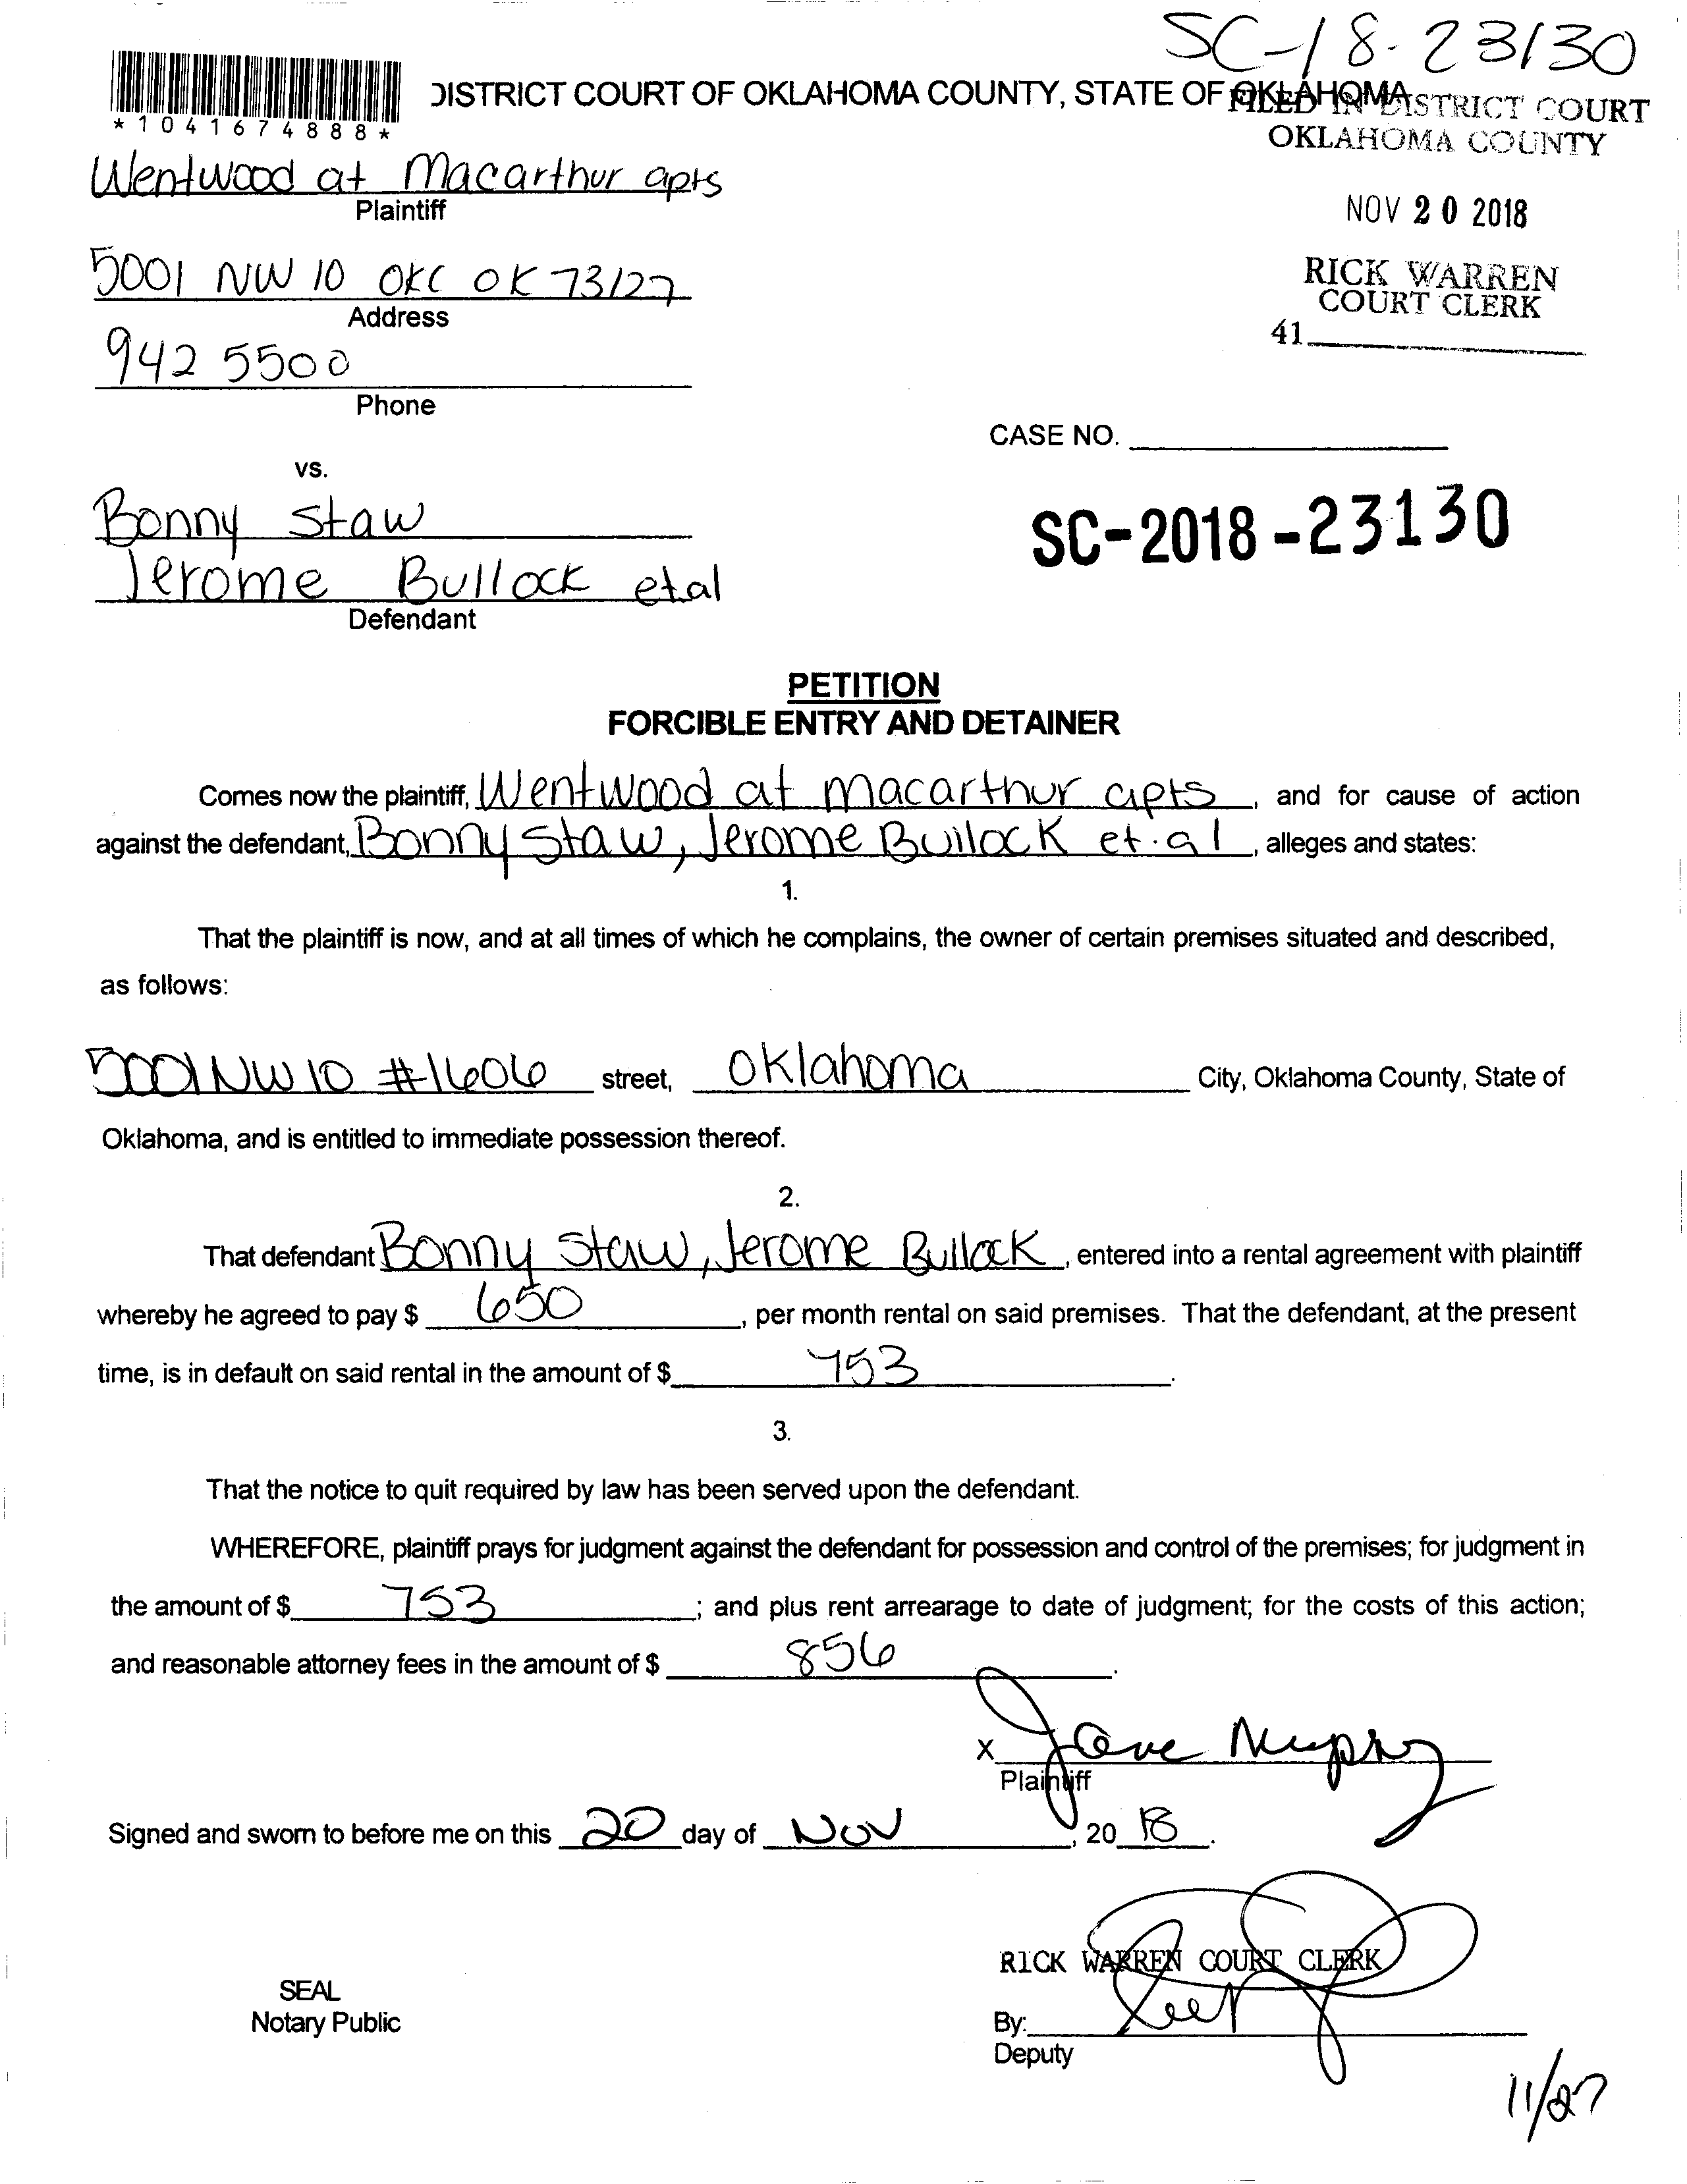 SC-18-23130
DISTRICT COURT OF OKLAHOMA COUNTY, STATE OF OKLAHOMA
FILED IN DISTRICT COURT
OKLAHOMA COUNTY
*1041674888*
Wentwood at Macarthur apts
Plaintiff
NOV 20 2018
5001 NW 10 OKC OK 73127
Address
RICK WARREN
COURT CLERK
41
942 5500
Phone
CASE NO.
vs.
Bonny Staw
SC-2018-23130
Jerome Bullock etal
Defendant
PETITION
FORCIBLE ENTRY AND DETAINER
Comes now the plaintiff, Wentwood at macarthur apts, and for cause of action
against the defendant, Bonny Staw, Jerome Bullock et.al, alleges and states:
1.
That the plaintiff is now, and at all times of which he complains, the owner of certain premises situated and described,
as follows:
5001 NW 10 #1606 street, Oklahoma City, Oklahoma County, State of
Oklahoma, and is entitled to immediate possession thereof.
2.
That defendant Bonny Staw, Jerome Bullock, entered into a rental agreement with plaintiff
whereby he agreed to pay $ 650, per month rental on said premises. That the defendant, at the present
time, is in default on said rental in the amount of $ 753.
3.
That the notice to quit required by law has been served upon the defendant.
WHEREFORE, plaintiff prays for judgment against the defendant for possession and control of the premises; for judgment in
the amount of $ 753; and plus rent arrearage to date of judgment; for the costs of this action;
and reasonable attorney fees in the amount of $ 856.
X
Plaintiff
Signed and sworn to before me on this 20 day of Nov, 20 18.
RICK WARREN COURT CLERK
SEAL
Notary Public
By:
Deputy
11/27